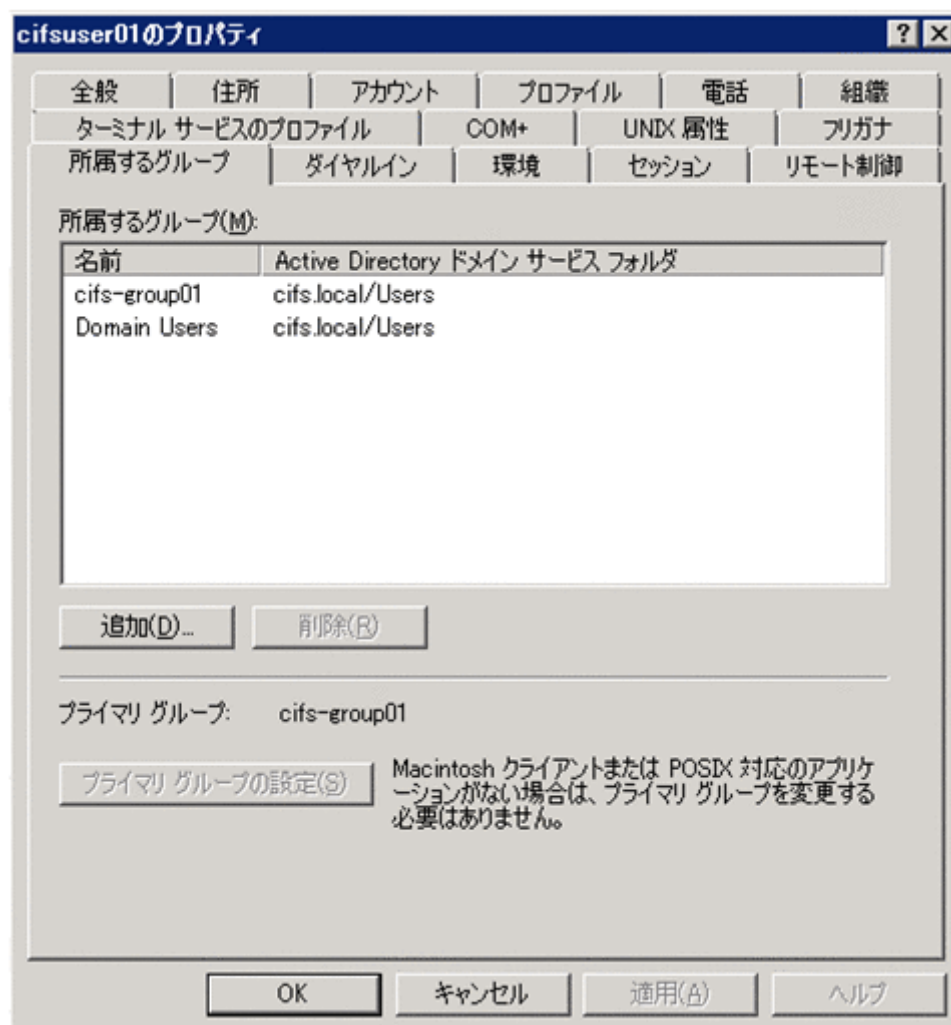 cifsuser01のプロパティ
全般 住所 アカウント プロファイル 電話 組織
ターミナル サービスのプロファイル COM+ UNIX 属性 フリガナ
所属するグループ ダイヤルイン 環境 セッション リモート制御
所属するグループ(M):
名前 Active Directory ドメイン サービス フォルダ
cifs-group01 cifs.local/Users
Domain Users cifs.local/Users
追加(D)... 削除(R)
プライマリ グループ: cifs-group01
プライマリ グループの設定(S)
Macintosh クライアントまたは POSIX 対応のアプリケ
ーションがない場合は、プライマリ グループを変更する
必要はありません。
OK キャンセル 適用(A) ヘルプ